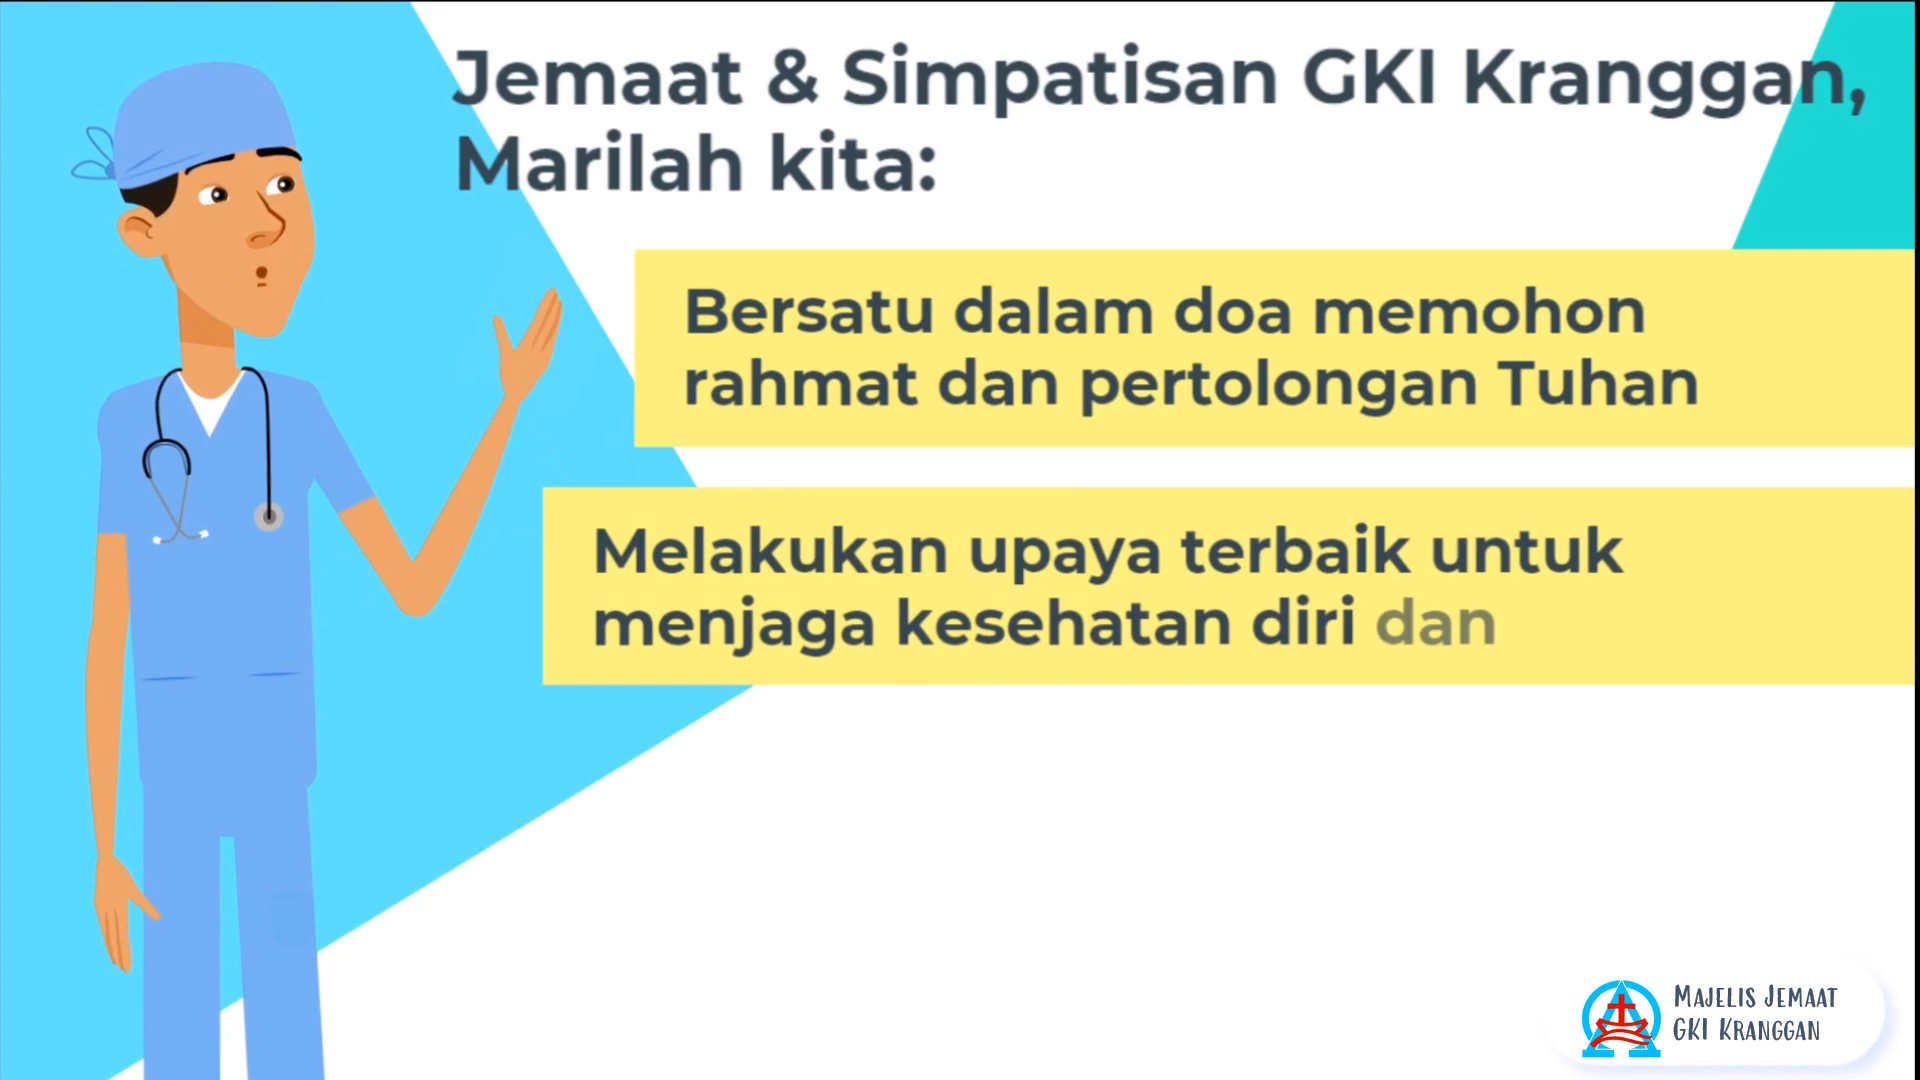 Jemaat & Simpatisan GKI Kranggan,
Marilah kita:
Bersatu dalam doa memohon
rahmat dan pertolongan Tuhan
Melakukan upaya terbaik untuk
menjaga kesehatan diri dan
MAJELIS JEMAAT
GKI KRANGGAN